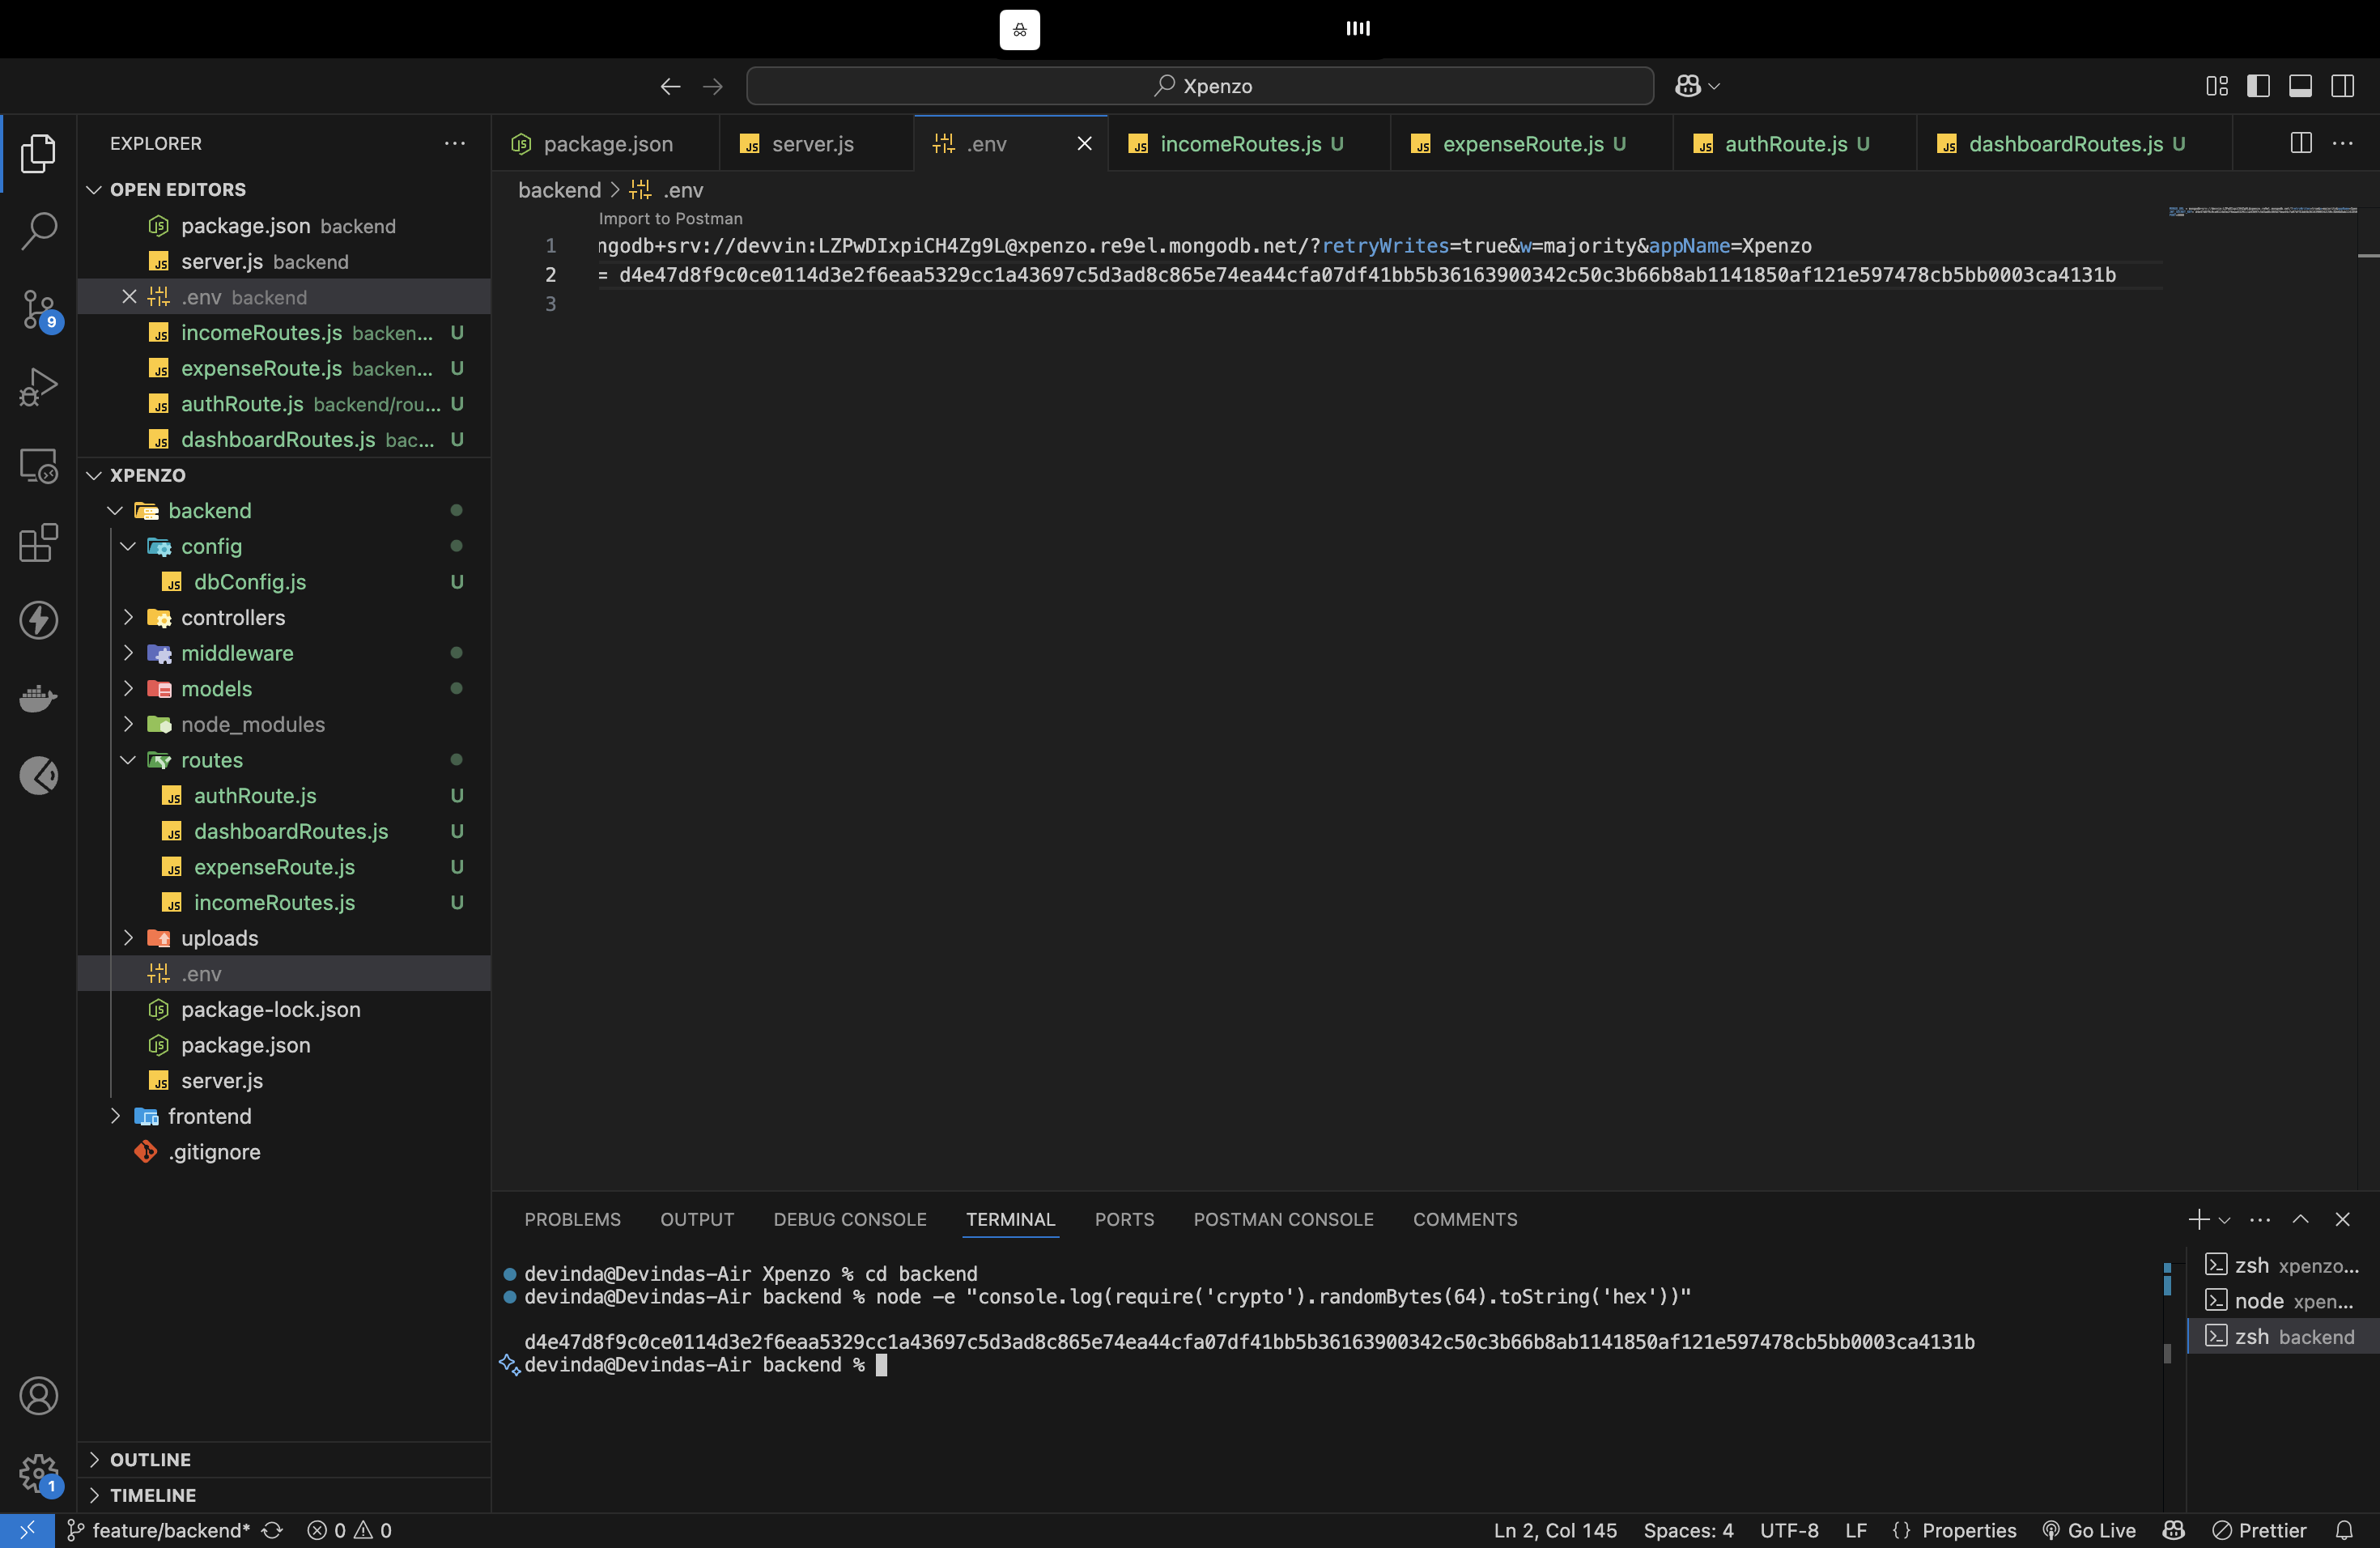 Xpenzo
EXPLORER
OPEN EDITORS
package.json backend
server.js backend
.env backend
incomeRoutes.js backen... U
expenseRoute.js backen... U
authRoute.js backend/rou... U
dashboardRoutes.js bac... U
XPENZO
backend
config
dbConfig.js U
controllers
middleware
models
node_modules
routes
authRoute.js U
dashboardRoutes.js U
expenseRoute.js U
incomeRoutes.js U
uploads
.env
package-lock.json
package.json
server.js
frontend
.gitignore
OUTLINE
TIMELINE
9
1
package.json
server.js
.env
incomeRoutes.js U
expenseRoute.js U
authRoute.js U
dashboardRoutes.js U
backend > .env
Import to Postman
1 ngodb+srv://devvin:LZPwDIxpiCH4Zg9L@xpenzo.re9el.mongodb.net/?retryWrites=true&w=majority&appName=Xpenzo
2 = d4e47d8f9c0ce0114d3e2f6eaa5329cc1a43697c5d3ad8c865e74ea44cfa07df41bb5b36163900342c50c3b66b8ab1141850af121e597478cb5bb0003ca4131b
3
PROBLEMS OUTPUT DEBUG CONSOLE TERMINAL PORTS POSTMAN CONSOLE COMMENTS
devinda@Devindas-Air Xpenzo % cd backend
devinda@Devindas-Air backend % node -e "console.log(require('crypto').randomBytes(64).toString('hex'))"
d4e47d8f9c0ce0114d3e2f6eaa5329cc1a43697c5d3ad8c865e74ea44cfa07df41bb5b36163900342c50c3b66b8ab1141850af121e597478cb5bb0003ca4131b
devinda@Devindas-Air backend %
zsh xpenzo...
node xpen...
zsh backend
feature/backend* 0 0 Ln 2, Col 145 Spaces: 4 UTF-8 LF {} Properties Go Live Prettier